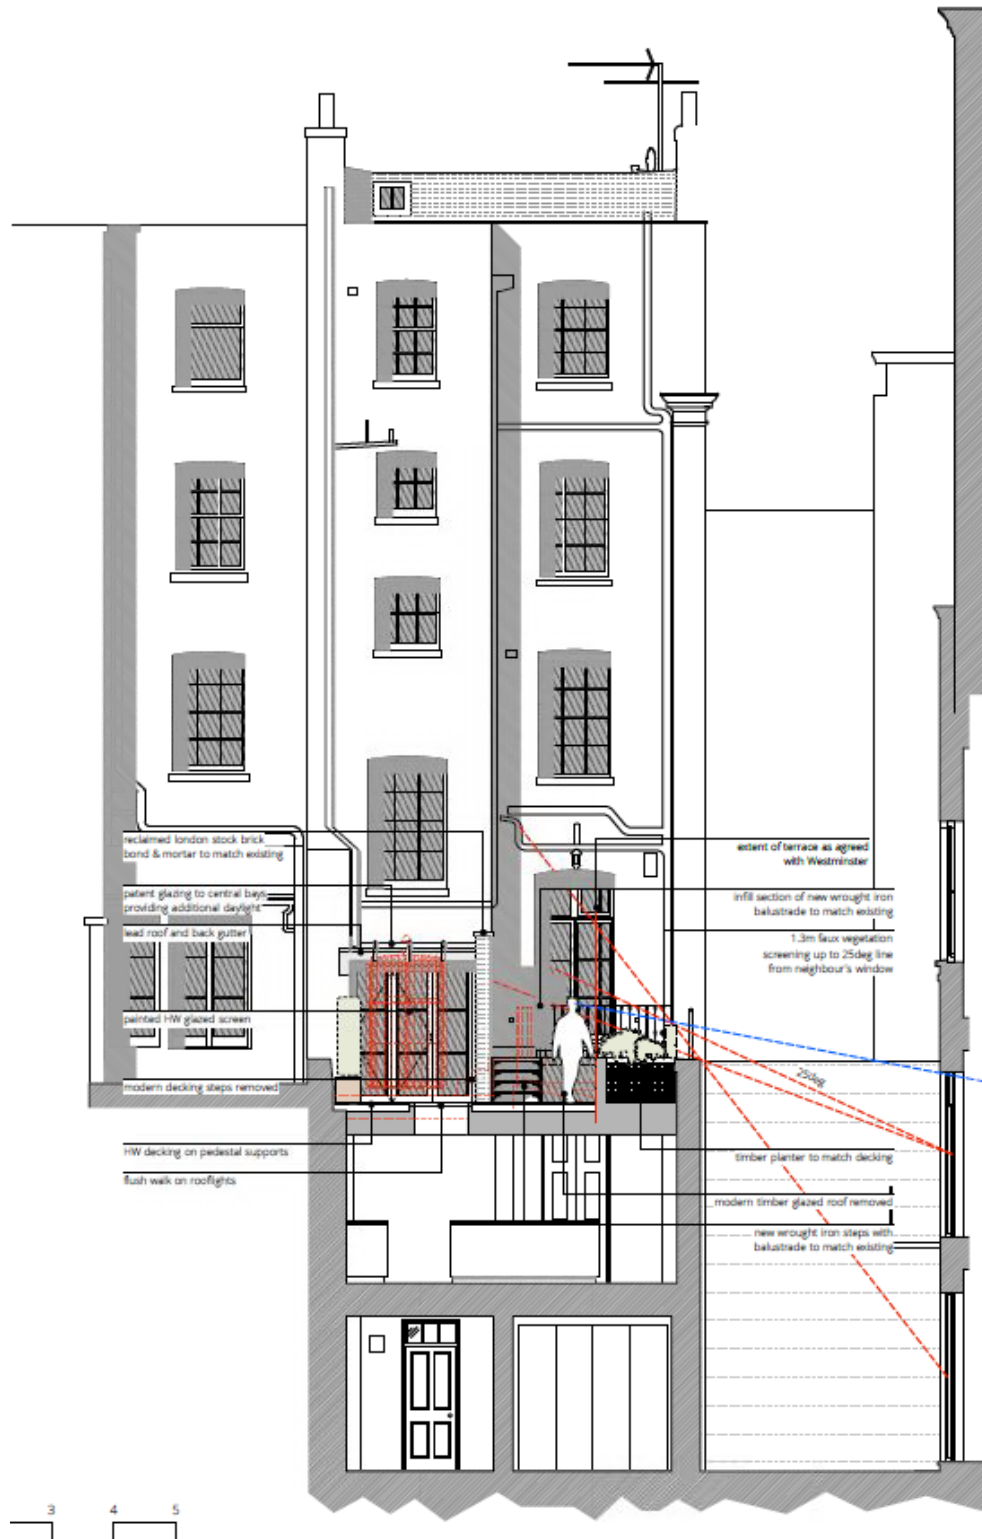 reclaimed london stock brick
bond & mortar to match existing
patent glazing to central bays
providing additional daylight
lead roof and back gutter
painted HW glazed screen
modern decking steps removed
HW decking on pedestal supports
flush walk on rooflights
extent of terrace as agreed
with Westminster
infill section of new wrought iron
balustrade to match existing
1.3m faux vegetation
screening up to 25deg line
from neighbour's window
25deg
timber planter to match decking
modern timber glazed roof removed
new wrought iron steps with
balustrade to match existing
3 4 5